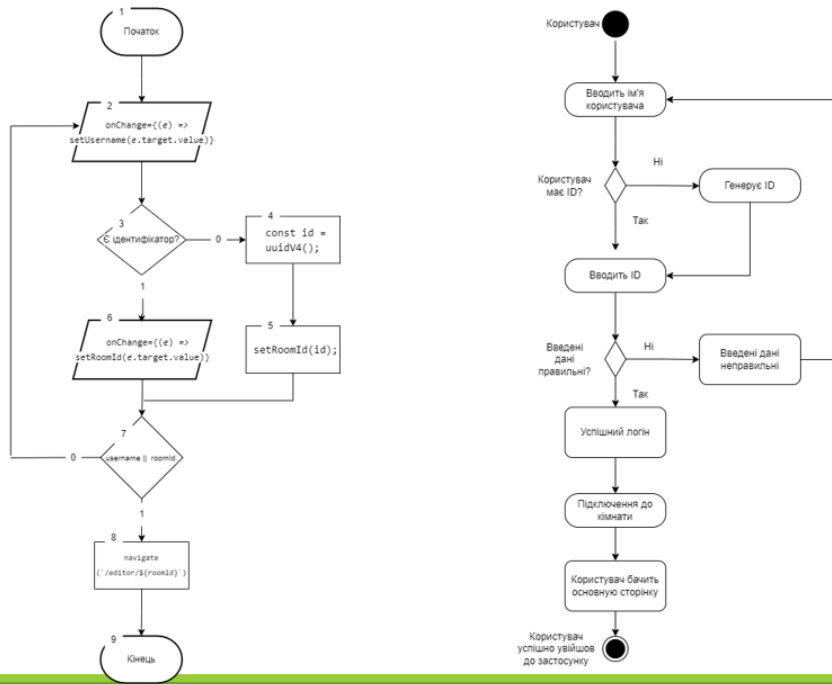 1
Початок
2
onChange={(e) =>
setUsername(e.target.value)}
3
Є ідентифікатор?
0
4
const id =
uuidV4();
1
5
setRoomId(id);
6
onChange={(e) =>
setRoomId(e.target.value)}
7
username || roomId
0
1
8
navigate
(`/editor/${roomId}`)
9
Кінець
Користувач
Вводить ім'я
користувача
Користувач
має ID?
Ні
Генерує ID
Так
Вводить ID
Введені
дані
правильні?
Ні
Введені дані
неправильні
Так
Успішний логін
Підключення до
кімнати
Користувач бачить
основную сторінку
Користувач
успішно увійшов
до застосунку